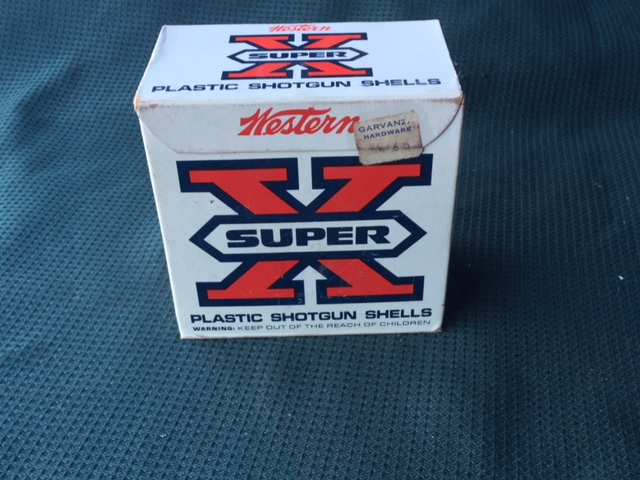 Western
SUPER X
PLASTIC SHOTGUN SHELLS
Western
GARVANZA
HARDWARE
SUPER X
PLASTIC SHOTGUN SHELLS
WARNING: KEEP OUT OF THE REACH OF CHILDREN